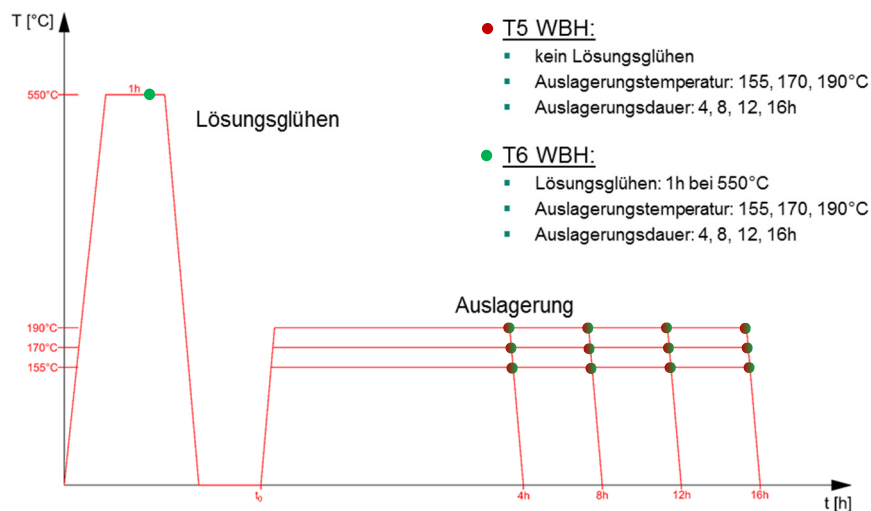 T [°C]
T5 WBH:
kein Lösungsglühen
Auslagerungstemperatur: 155, 170, 190°C
Auslagerungsdauer: 4, 8, 12, 16h
T6 WBH:
Lösungsglühen: 1h bei 550°C
Auslagerungstemperatur: 155, 170, 190°C
Auslagerungsdauer: 4, 8, 12, 16h
550°C
1h
Lösungsglühen
Auslagerung
190°C
170°C
155°C
t₀
4h
8h
12h
16h
t [h]